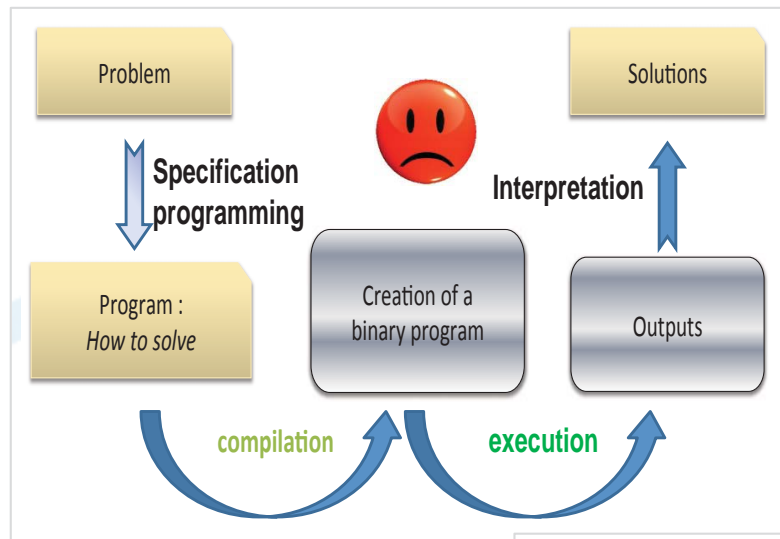 Problem
Solutions
Specification
programming
Interpretation
Program :
How to solve
Creation of a
binary program
Outputs
compilation
execution